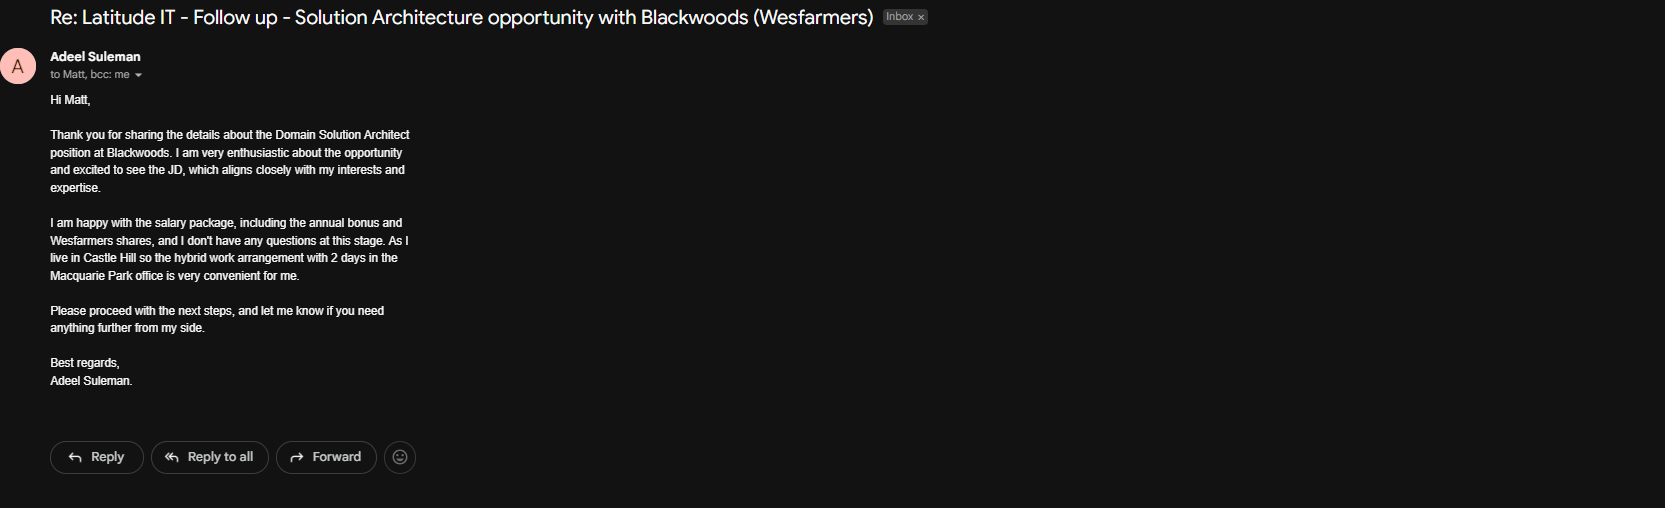 Re: Latitude IT - Follow up - Solution Architecture opportunity with Blackwoods (Wesfarmers) Inbox ×
A
Adeel Suleman
to Matt, bcc: me
Hi Matt,
Thank you for sharing the details about the Domain Solution Architect
position at Blackwoods. I am very enthusiastic about the opportunity
and excited to see the JD, which aligns closely with my interests and
expertise.
I am happy with the salary package, including the annual bonus and
Wesfarmers shares, and I don't have any questions at this stage. As I
live in Castle Hill so the hybrid work arrangement with 2 days in the
Macquarie Park office is very convenient for me.
Please proceed with the next steps, and let me know if you need
anything further from my side.
Best regards,
Adeel Suleman.
Reply Reply to all Forward